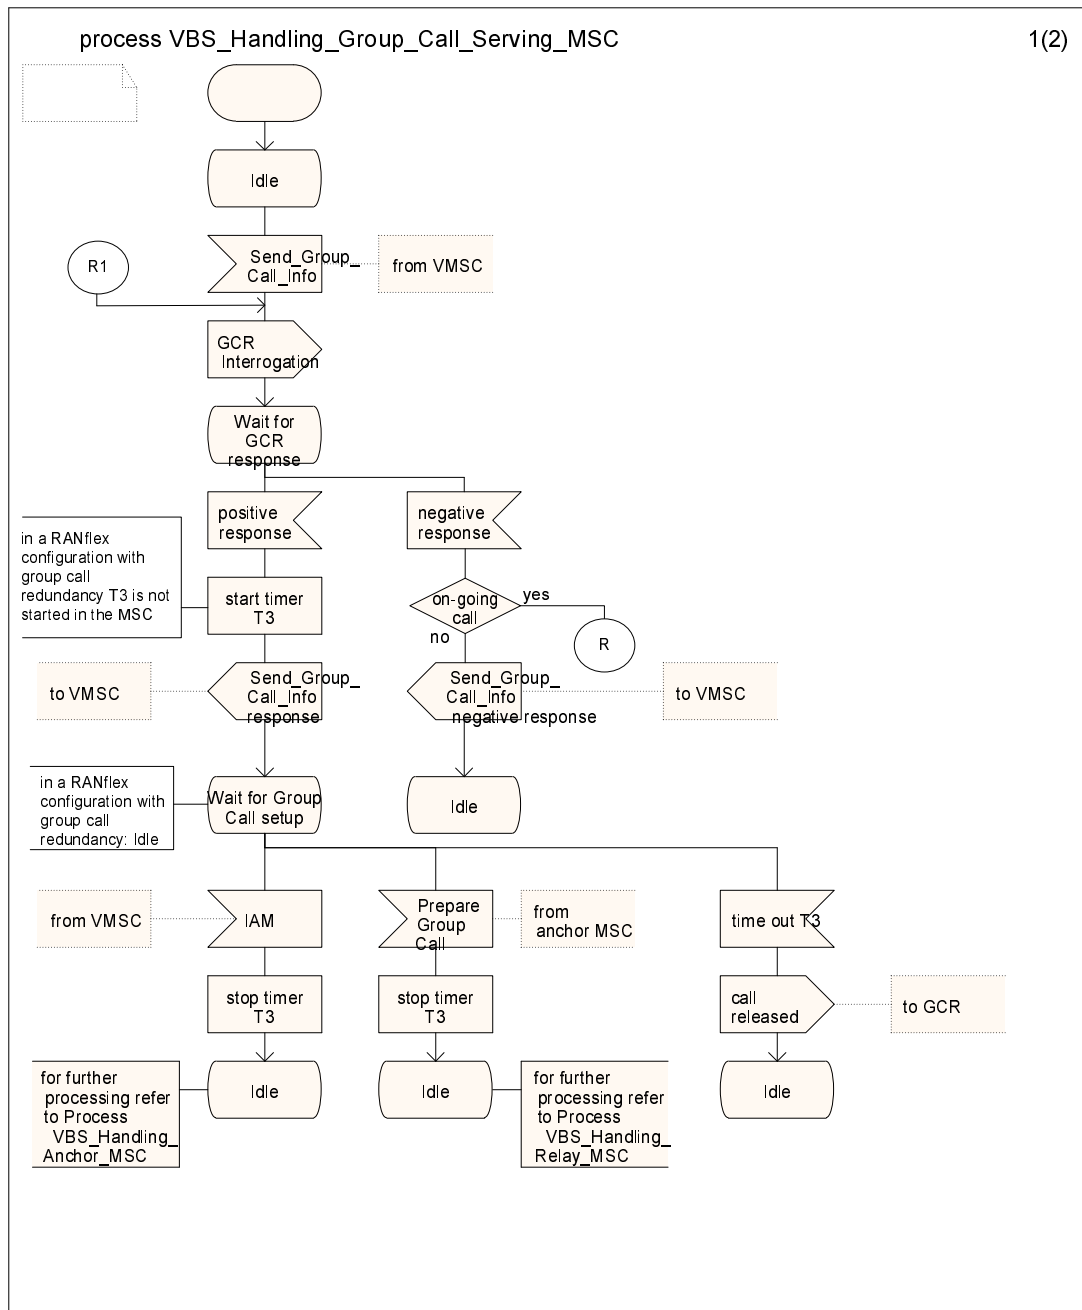 process VBS_Handling_Group_Call_Serving_MSC
1(2)
Idle
R1
Send_Group_
Call_Info
from VMSC
GCR
Interrogation
Wait for
GCR
response
positive
response
negative
response
in a RANflex
configuration with
group call
redundancy T3 is not
started in the MSC
start timer
T3
on-going
call
yes
no
R
to VMSC
Send_Group_
Call_Info
response
Send_Group_
Call_Info
negative response
to VMSC
in a RANflex
configuration with
group call
redundancy: Idle
Wait for Group
Call setup
Idle
from VMSC
IAM
Prepare
Group
Call
from
anchor MSC
time out T3
stop timer
T3
stop timer
T3
call
released
to GCR
for further
processing refer
to Process
VBS_Handling_
Anchor_MSC
Idle
Idle
for further
processing refer
to Process
VBS_Handling_
Relay_MSC
Idle